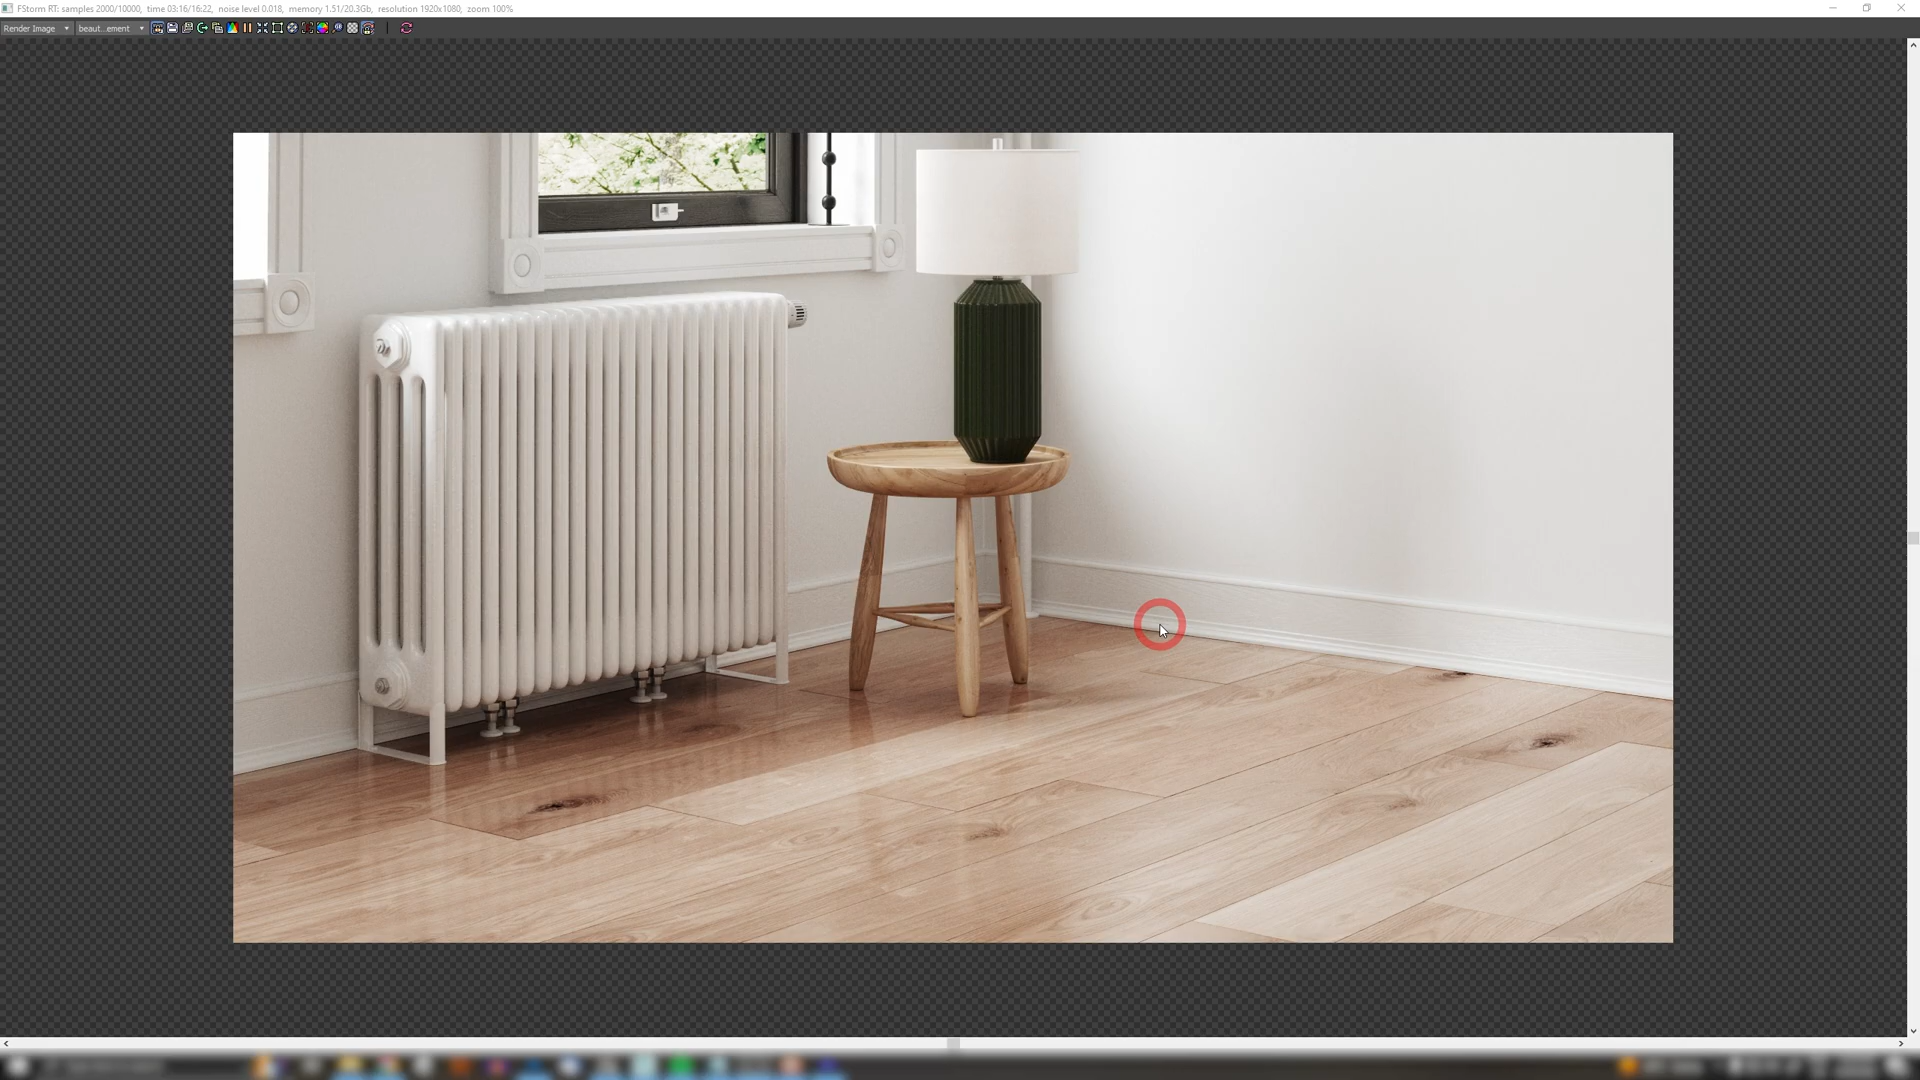 FStorm RT: samples 2000/10000, time 03:16/16:22, noise level 0.018, memory 1.51/20.3Gb, resolution 1920x1080, zoom 100%
Render Image beaut...ement